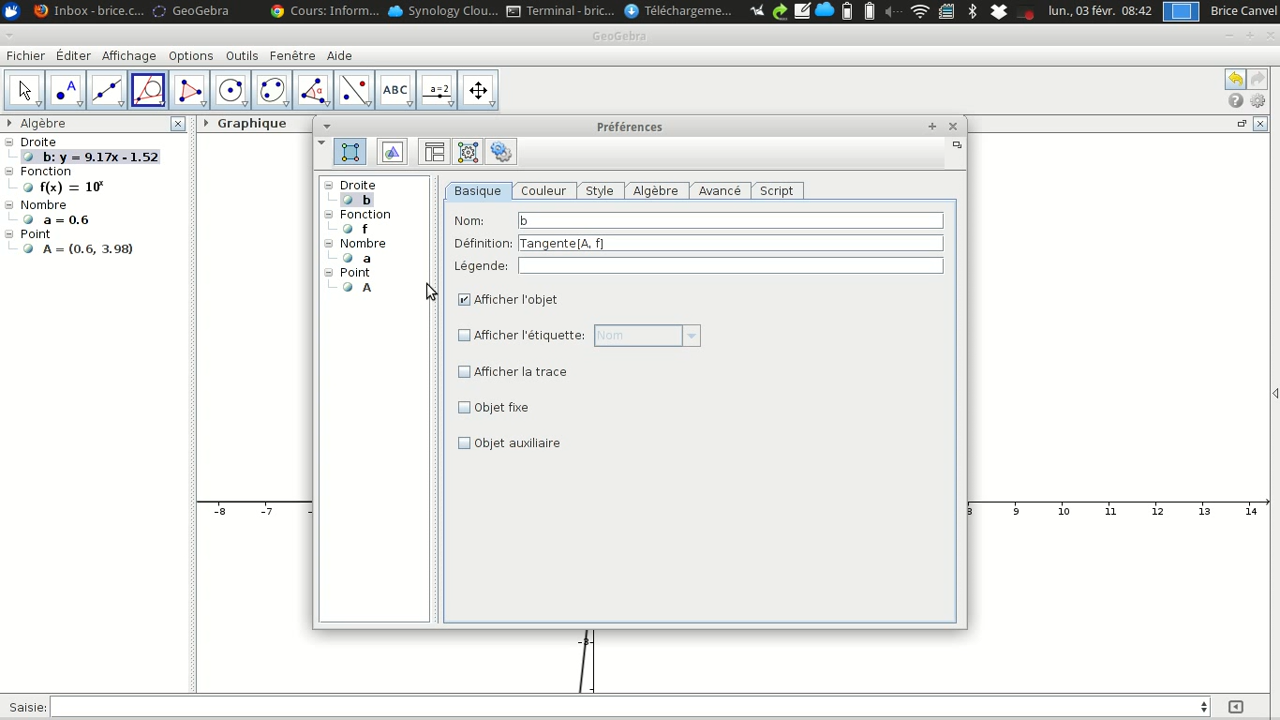 Inbox - brice.c... GeoGebra Cours: Inform... Synology Clou... Terminal - bric... Téléchargeme... lun., 03 févr. 08:42 Brice Canvel
GeoGebra
Fichier Éditer Affichage Options Outils Fenêtre Aide
A ABC a=2
Algèbre
Graphique
Préférences
Droite
b: y = 9.17x - 1.52
Fonction
f(x) = 10^x
Nombre
a = 0.6
Point
A = (0.6, 3.98)
Droite
b
Fonction
f
Nombre
a
Point
A
Basique Couleur Style Algèbre Avancé Script
Nom: b
Définition: Tangente[A, f]
Légende:
Afficher l'objet
Afficher l'étiquette: Nom
Afficher la trace
Objet fixe
Objet auxiliaire
-8 -7 8 9 10 11 12 13 14
-3
Saisie: